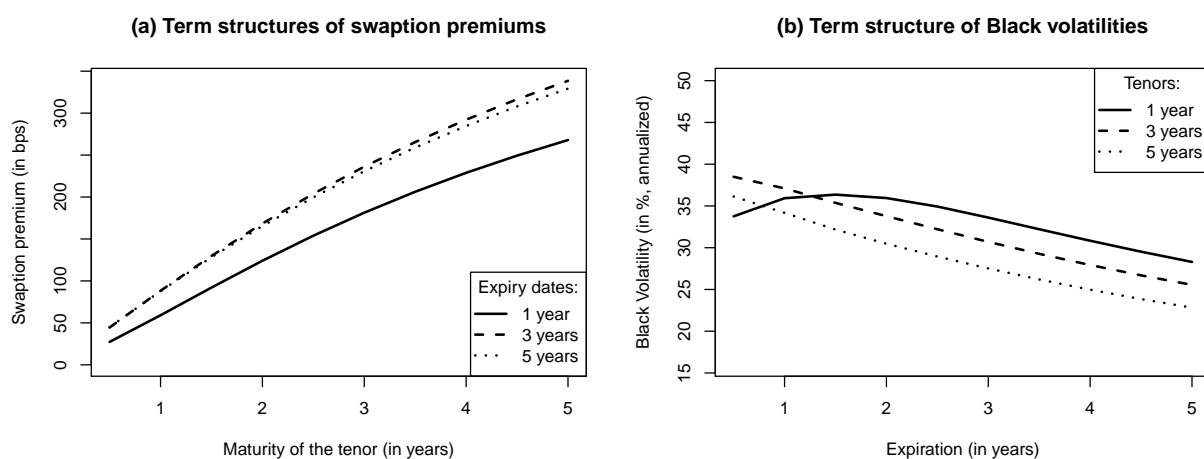 (a) Term structures of swaption premiums
Swaption premium (in bps)
0 50 100 200 300
1 2 3 4 5
Maturity of the tenor (in years)
Expiry dates:
1 year
3 years
5 years
(b) Term structure of Black volatilities
Black Volatility (in %, annualized)
15 20 25 30 35 40 45 50
1 2 3 4 5
Expiration (in years)
Tenors:
1 year
3 years
5 years